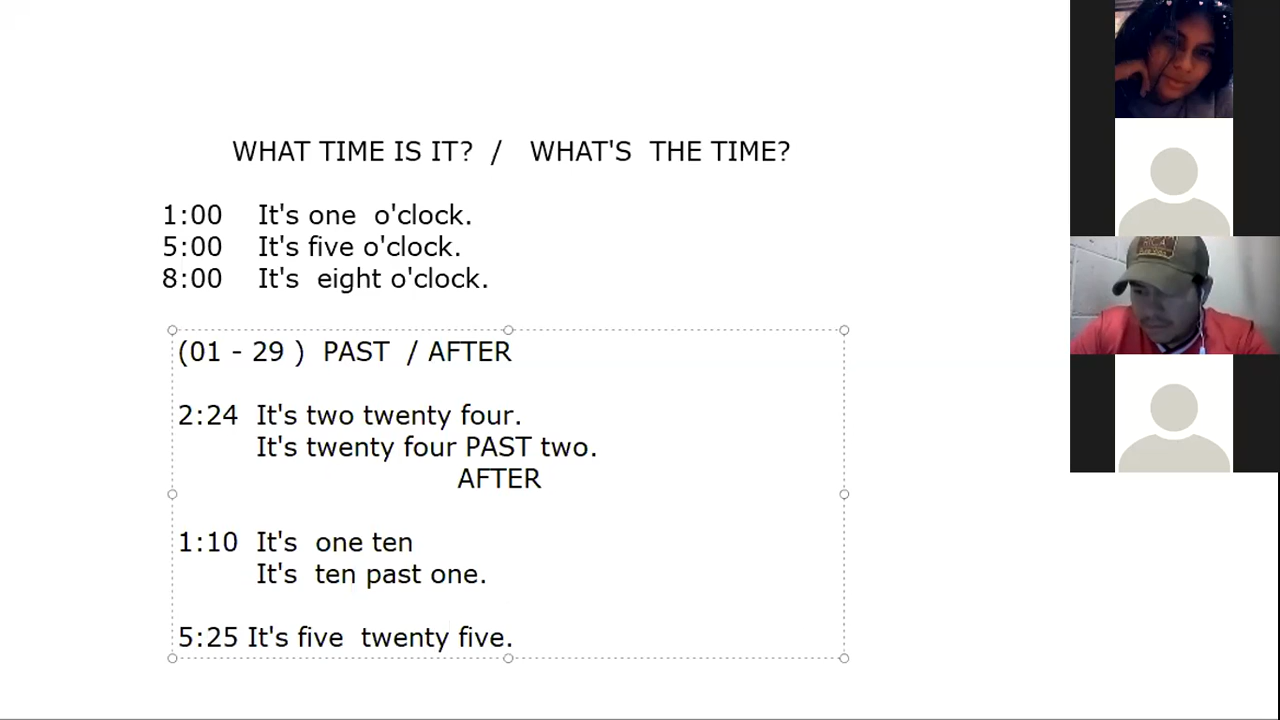 WHAT TIME IS IT? / WHAT'S THE TIME?
1:00 It's one o'clock.
5:00 It's five o'clock.
8:00 It's eight o'clock.
(01 - 29 ) PAST / AFTER
2:24 It's two twenty four.
It's twenty four PAST two.
AFTER
1:10 It's one ten
It's ten past one.
5:25 It's five twenty five.